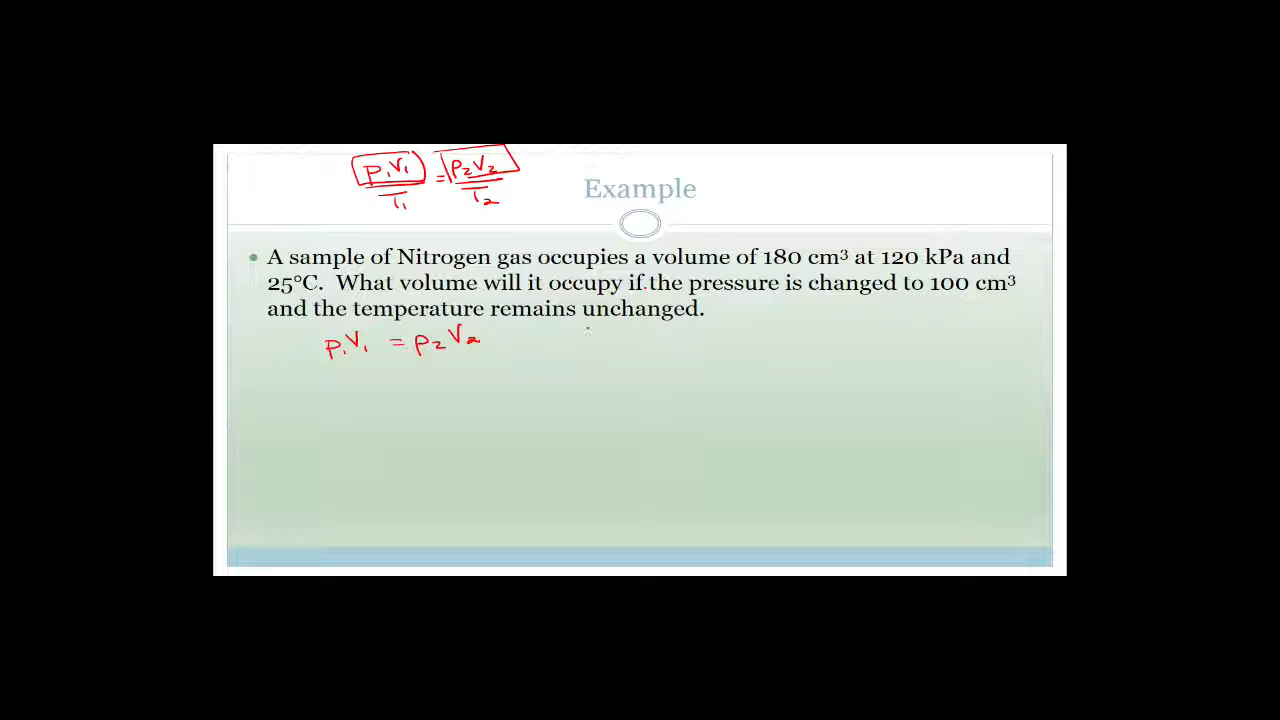 P₁V₁/T₁ = P₂V₂/T₂
Example
• A sample of Nitrogen gas occupies a volume of 180 cm³ at 120 kPa and
25°C. What volume will it occupy if the pressure is changed to 100 cm³
and the temperature remains unchanged.
P₁V₁ = P₂V₂